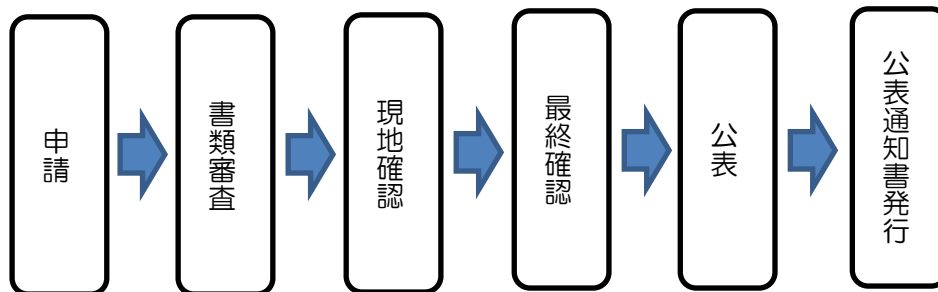 申請
書類審査
現地確認
最終確認
公表
公表通知書発行